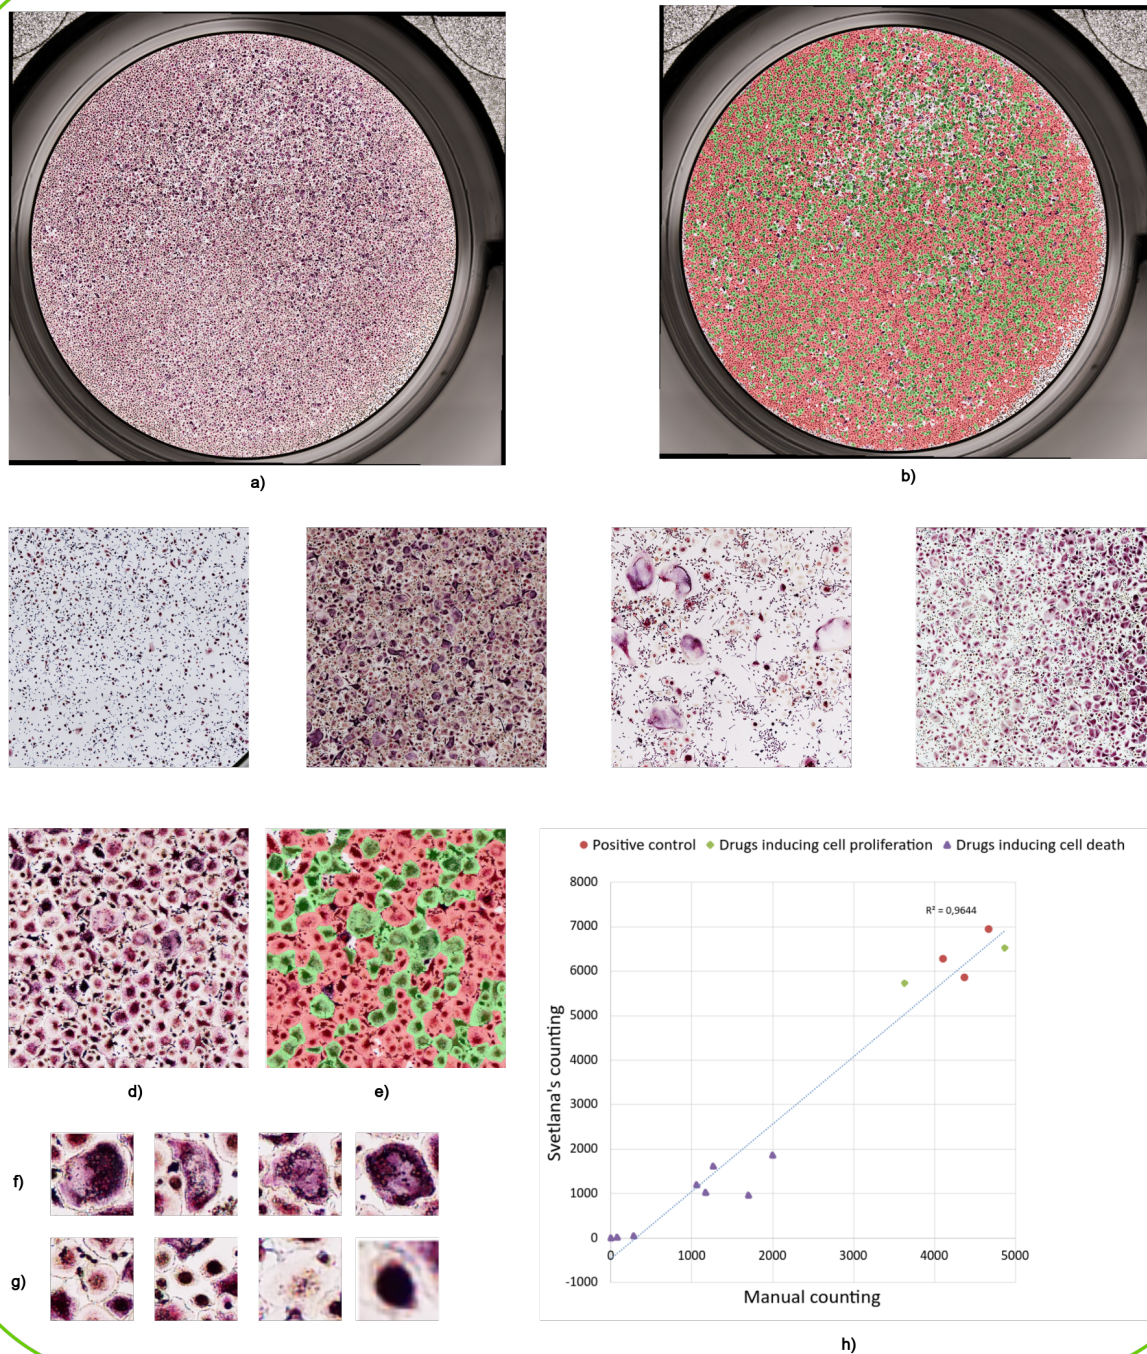 a)
b)
d)
e)
f)
g)
Positive control
Drugs inducing cell proliferation
Drugs inducing cell death
8000
7000
6000
5000
4000
3000
2000
1000
0
-1000
R² = 0,9644
0
1000
2000
3000
4000
5000
Svetlana's counting
Manual counting
h)